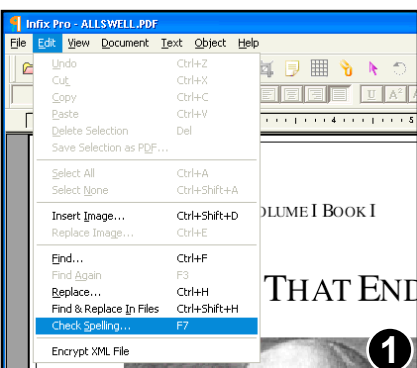 Infix Pro - ALLSWELL.PDF
File Edit View Document Text Object Help
Undo Ctrl+Z
Cut Ctrl+X
Copy Ctrl+C
Paste Ctrl+V
Delete Selection Del
Save Selection as PDF...
Select All Ctrl+A
Select None Ctrl+Shift+A
Insert Image... Ctrl+Shift+D
Replace Image... Ctrl+E
Find... Ctrl+F
Find Again F3
Replace... Ctrl+H
Find & Replace In Files Ctrl+Shift+H
Check Spelling... F7
Encrypt XML File
U A²
4 5
OLUME I BOOK I
THAT END
1